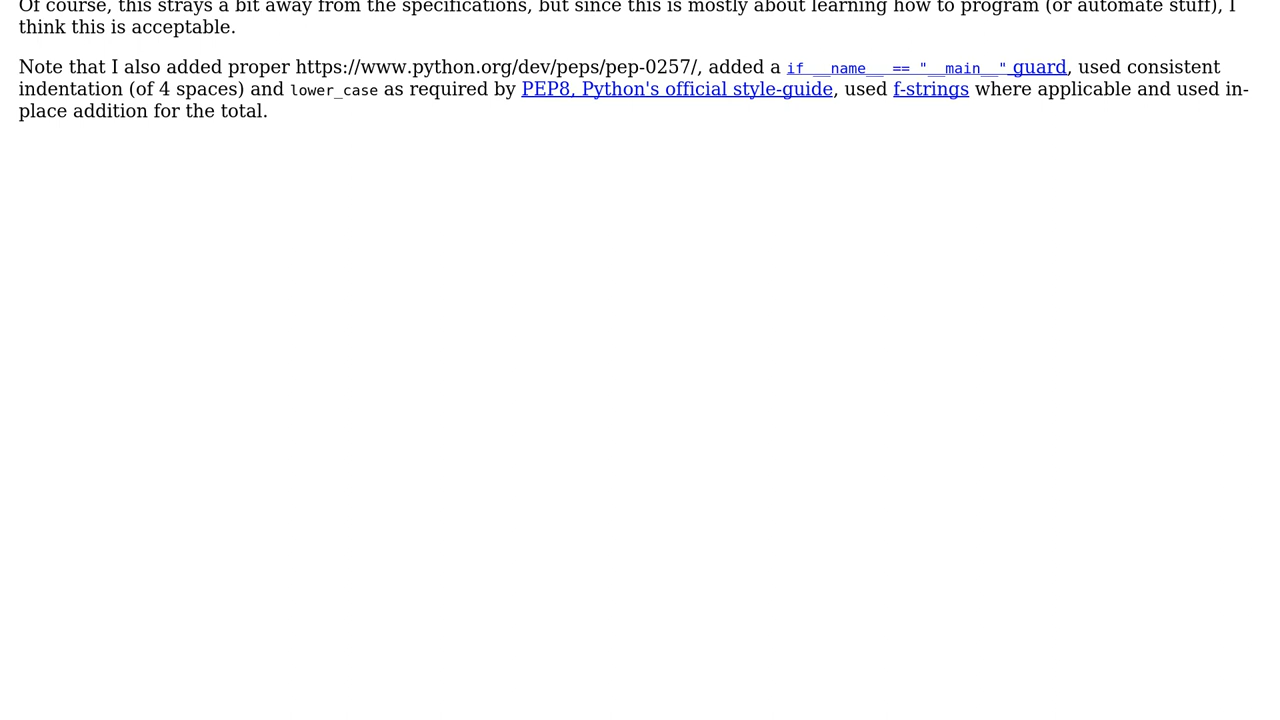 Of course, this strays a bit away from the specifications, but since this is mostly about learning how to program (or automate stuff), I
think this is acceptable.
Note that I also added proper https://www.python.org/dev/peps/pep-0257/, added a if __name__ == "__main__" guard, used consistent
indentation (of 4 spaces) and lower_case as required by PEP8, Python's official style-guide, used f-strings where applicable and used in-
place addition for the total.